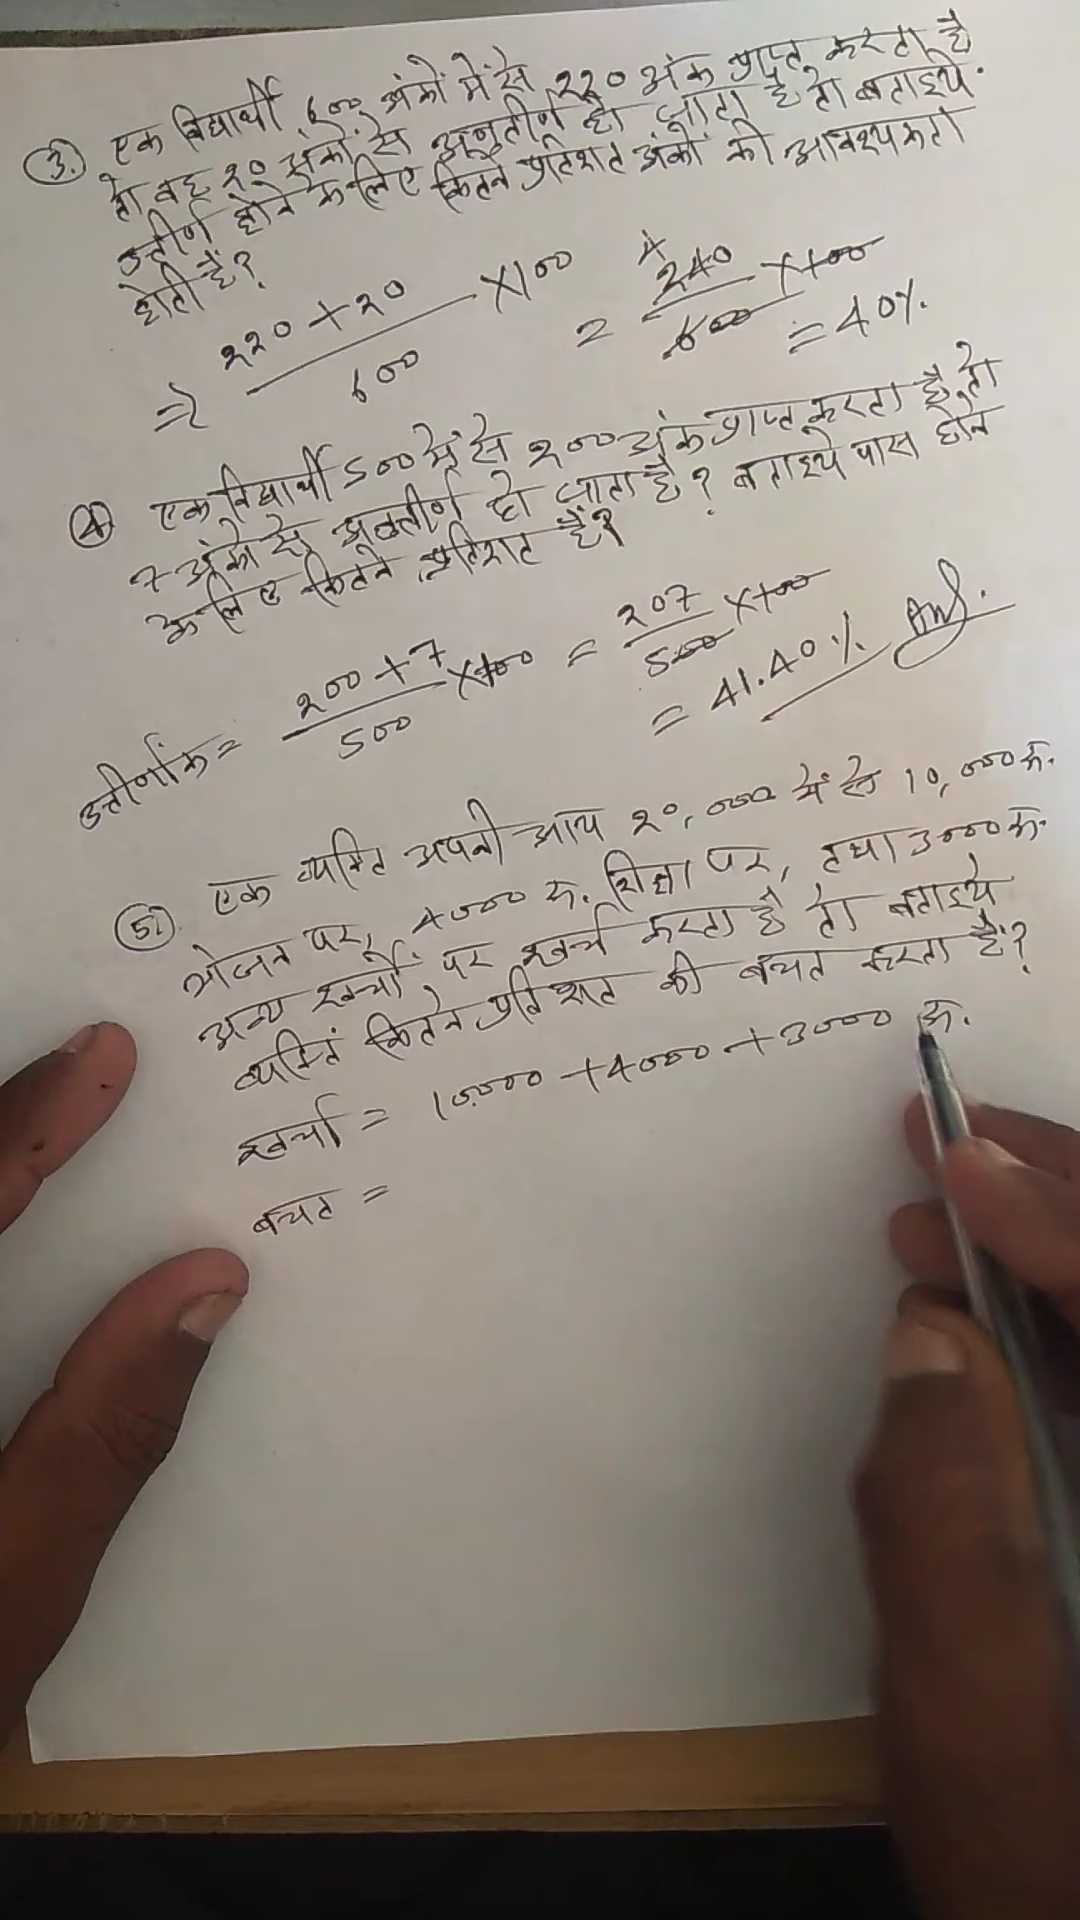 3. एक विद्यार्थी 600 अंकों में से 220 अंक प्राप्त करता है
तो वह 20 अंकों से अनुतीर्ण हो जाता है तो बताइये.
उत्तीर्ण होने के लिए कितने प्रतिशत अंकों की आवश्यकता
होती है?
=> 220 + 20 / 600 × 100 = 4 240 / 600 × 100
= 40%.
4 एक विद्यार्थी 500 में से 200 अंक प्राप्त करता है तो
7 अंकों से हो जाता है? बताइये पास होने
के लिए कितने प्रतिशत हैं?
उत्तीर्णांक = 200 + 7 / 500 × 100 = 207 / 500 × 100
= 41.40% Ans.
5. एक व्यक्ति अपनी आय 20,000 में से 10,000 रु.
भोजन पर, 4000 रु. शिक्षा पर, तथा 3000 रु.
अन्य खर्चों पर खर्च करता है तो बताइये
व्यक्ति कितने प्रतिशत की बचत करता है?
खर्चा = 10000 + 4000 + 3000 रु.
बचत =